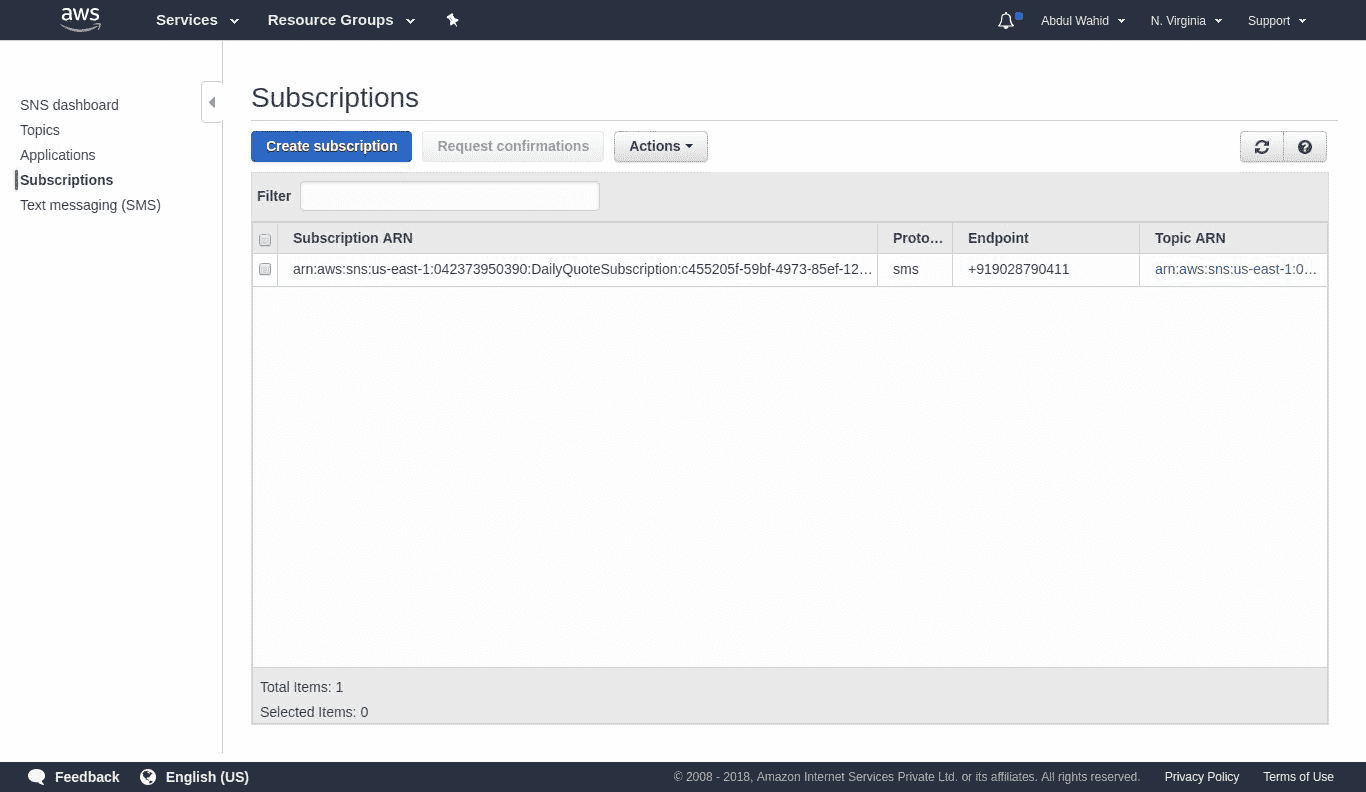 aws Services Resource Groups Abdul Wahid N. Virginia Support
SNS dashboard
Topics
Applications
Subscriptions
Text messaging (SMS)
Subscriptions
Create subscription Request confirmations Actions
Filter
Subscription ARN Proto… Endpoint Topic ARN
arn:aws:sns:us-east-1:042373950390:DailyQuoteSubscription:c455205f-59bf-4973-85ef-12… sms +919028790411 arn:aws:sns:us-east-1:0…
Total Items: 1
Selected Items: 0
Feedback English (US) © 2008 - 2018, Amazon Internet Services Private Ltd. or its affiliates. All rights reserved. Privacy Policy Terms of Use